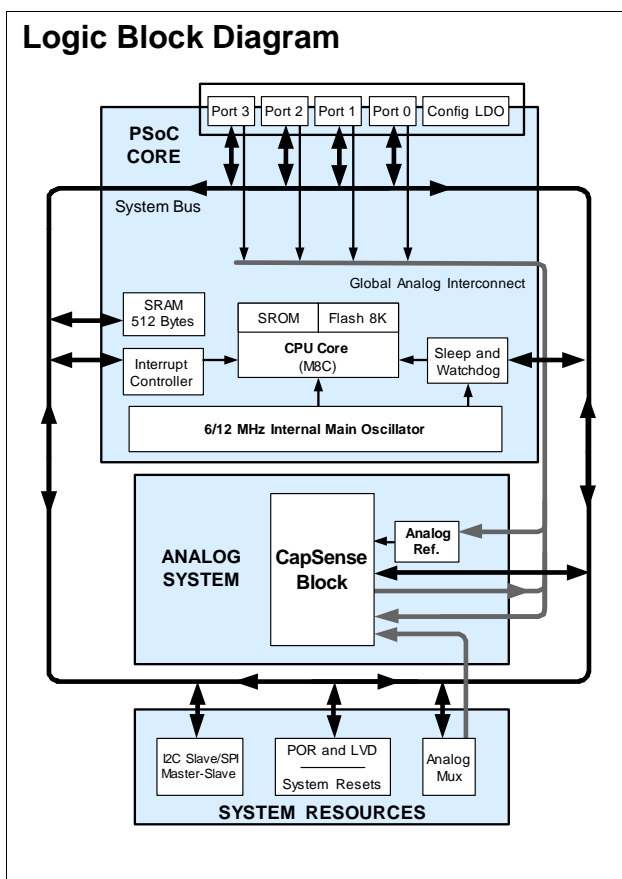 Logic Block Diagram
Port 3
Port 2
Port 1
Port 0
Config LDO
PSoC
CORE
System Bus
Global Analog Interconnect
SRAM
512 Bytes
SROM
Flash 8K
CPU Core
(M8C)
Sleep and
Watchdog
Interrupt
Controller
6/12 MHz Internal Main Oscillator
ANALOG
SYSTEM
CapSense
Block
Analog
Ref.
I2C Slave/SPI
Master-Slave
POR and LVD
System Resets
Analog
Mux
SYSTEM RESOURCES